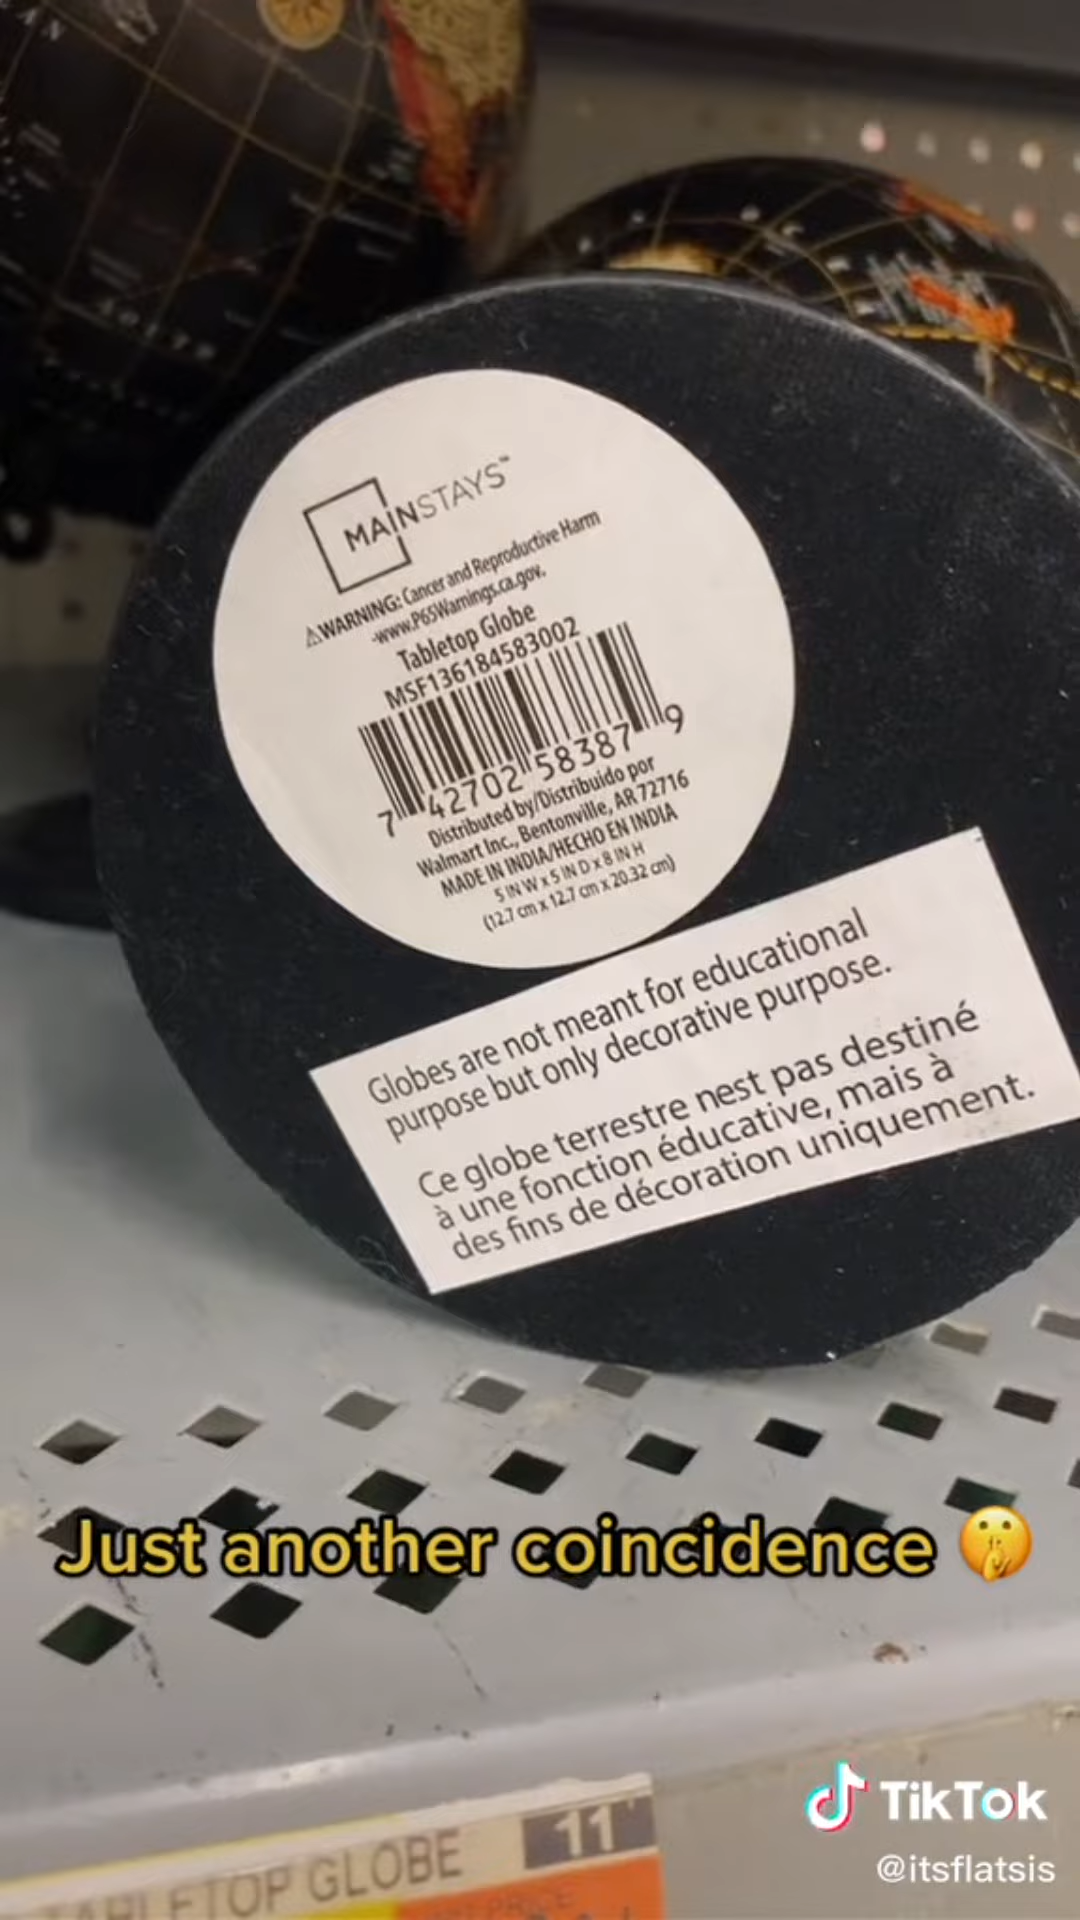 MAINSTAYS™
⚠WARNING: Cancer and Reproductive Harm
-www.P65Warnings.ca.gov.
Tabletop Globe
MSF136184583002
7 42702 58387 9
Distributed by/Distribuido por
Walmart Inc., Bentonville, AR 72716
MADE IN INDIA/HECHO EN INDIA
5 IN W x 5 IN D x 8 IN H
(12.7 cm x 12.7 cm x 20.32 cm)
Globes are not meant for educational
purpose but only decorative purpose.
Ce globe terrestre nest pas destiné
à une fonction éducative, mais à
des fins de décoration uniquement.
Just another coincidence 🤫
TikTok
@itsflatsis
11"
TABLETOP GLOBE
PRICE